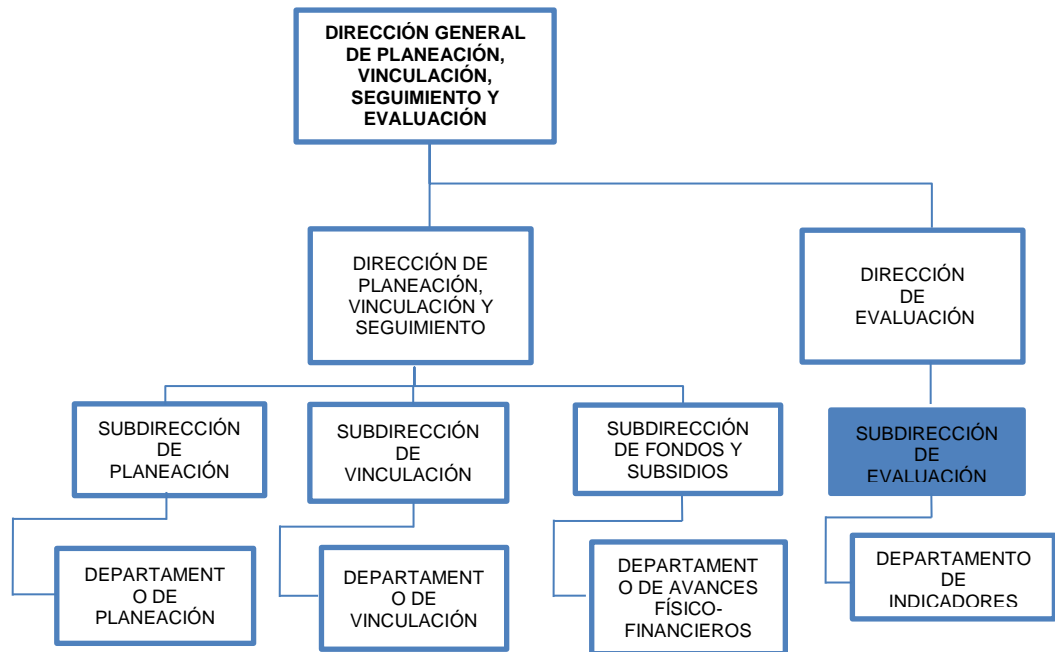 DIRECCIÓN GENERAL
DE PLANEACIÓN,
VINCULACIÓN,
SEGUIMIENTO Y
EVALUACIÓN
DIRECCIÓN DE
PLANEACIÓN,
VINCULACIÓN Y
SEGUIMIENTO
DIRECCIÓN
DE
EVALUACIÓN
SUBDIRECCIÓN
DE
PLANEACIÓN
SUBDIRECCIÓN
DE
VINCULACIÓN
SUBDIRECCIÓN
DE FONDOS Y
SUBSIDIOS
SUBDIRECCIÓN
DE
EVALUACIÓN
DEPARTAMENT
O DE
PLANEACIÓN
DEPARTAMENT
O DE
VINCULACIÓN
DEPARTAMENT
O DE AVANCES
FÍSICO-
FINANCIEROS
DEPARTAMENTO
DE
INDICADORES